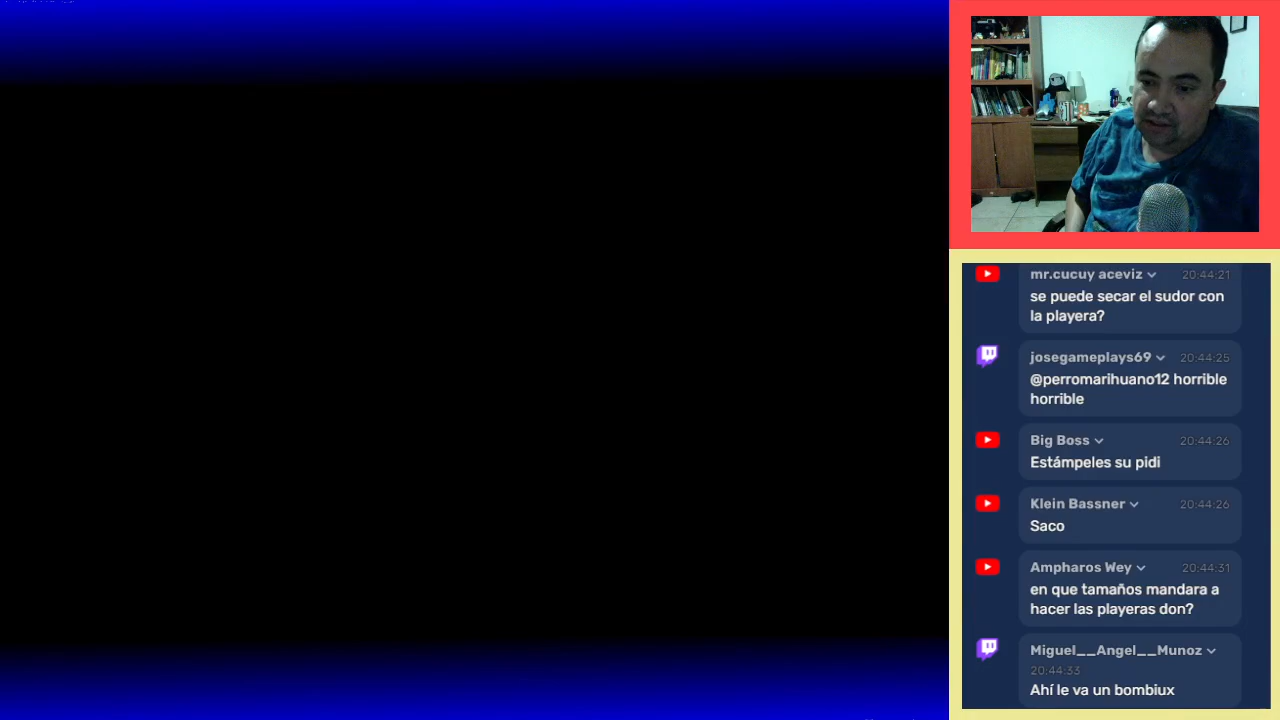 mr.cucuy aceviz 20:44:21
se puede secar el sudor con
la playera?
josegameplays69 20:44:25
@perromarihuano12 horrible
horrible
Big Boss 20:44:26
Estámpeles su pidi
Klein Bassner 20:44:26
Saco
Ampharos Wey 20:44:31
en que tamaños mandara a
hacer las playeras don?
Miguel__Angel__Munoz
20:44:33
Ahí le va un bombiux